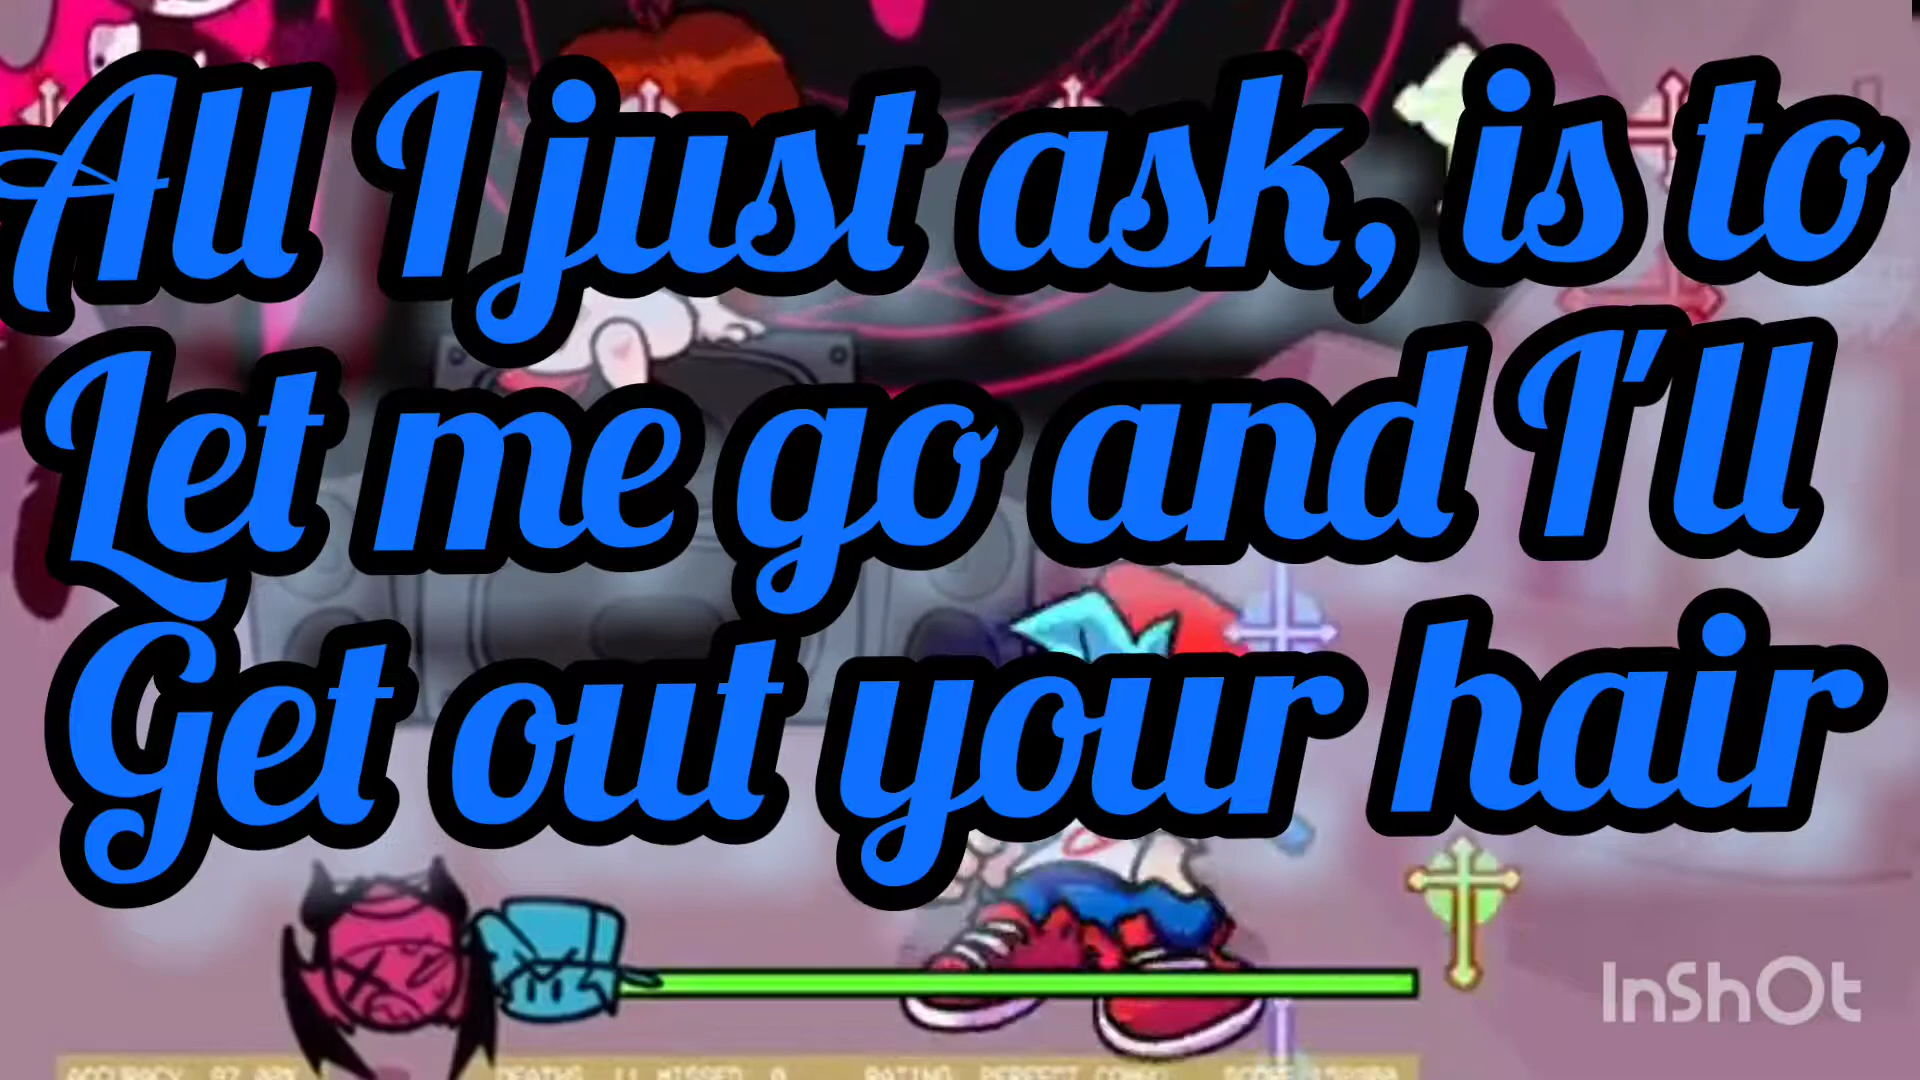 All I just ask, is to
Let me go and I'll
Get out your hair
InShOt